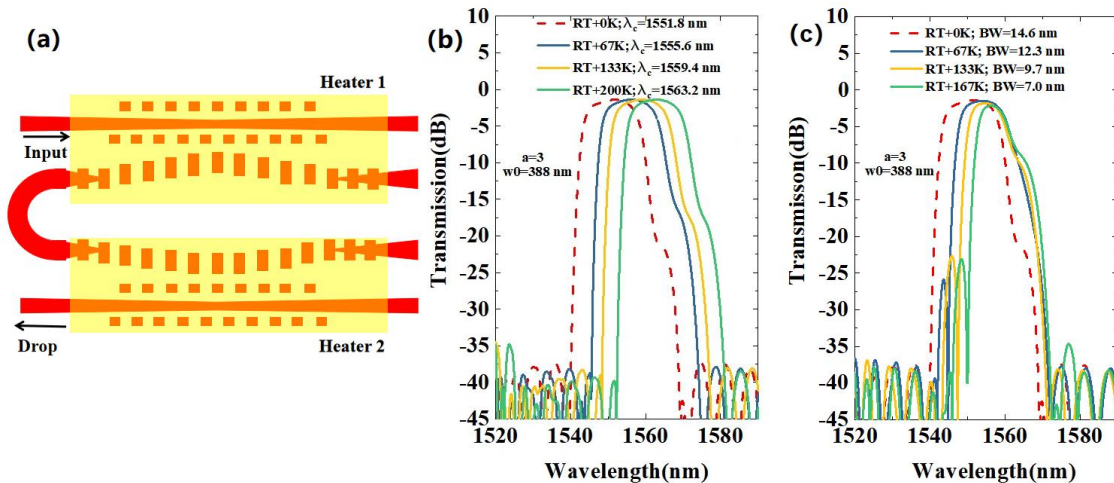 (a)
Heater 1
Input
Drop
Heater 2
(b)
10
5
0
-5
-10
-15
-20
-25
-30
-35
-40
-45
Transmisson(dB)
RT+0K;λc=1551.8 nm
RT+67K;λc=1555.6 nm
RT+133K;λc=1559.4 nm
RT+200K;λc=1563.2 nm
a=3
w0=388 nm
1520 1540 1560 1580
Wavelength(nm)
(c)
10
5
0
-5
-10
-15
-20
-25
-30
-35
-40
-45
Transmisson(dB)
RT+0K; BW=14.6 nm
RT+67K; BW=12.3 nm
RT+133K; BW=9.7 nm
RT+167K; BW=7.0 nm
a=3
w0=388 nm
1520 1540 1560 1580
Wavelength(nm)